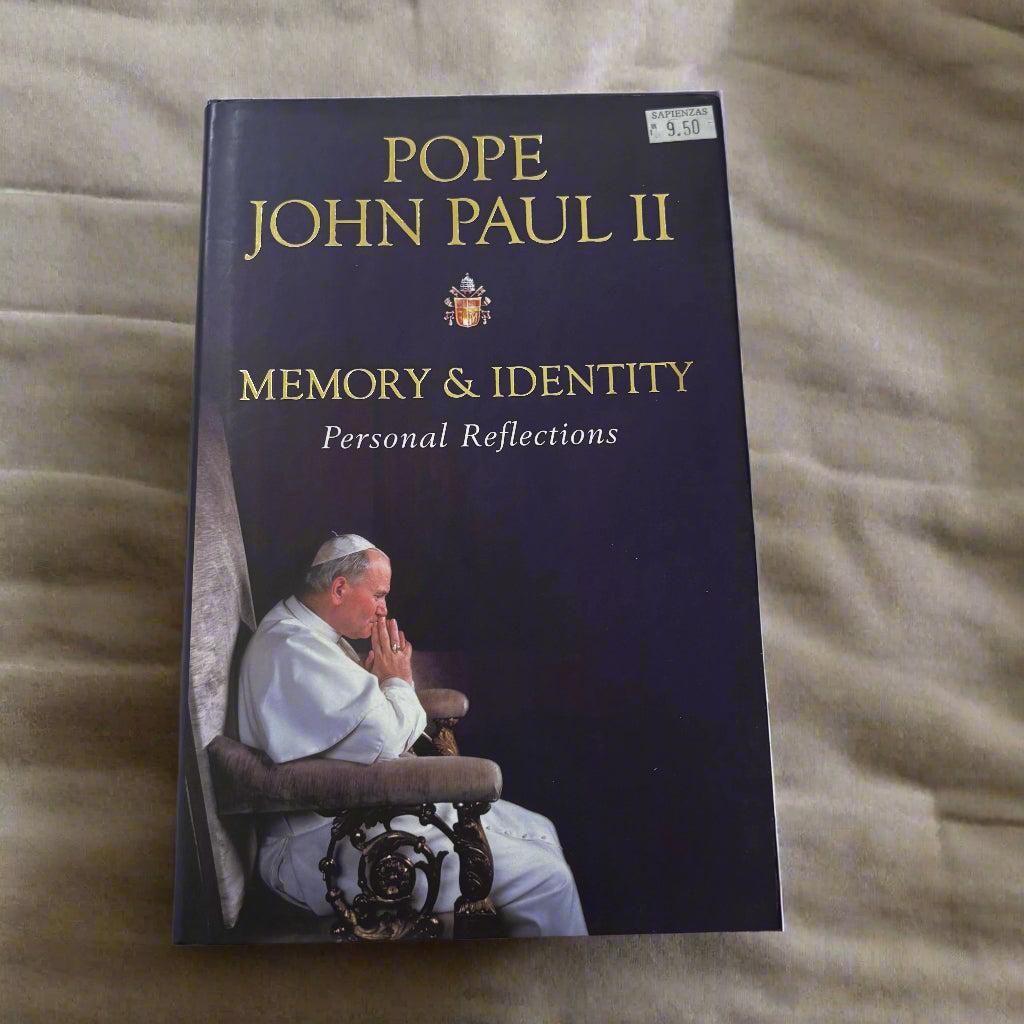 SAPIENZAS
9.50
POPE
JOHN PAUL II
MEMORY & IDENTITY
Personal Reflections